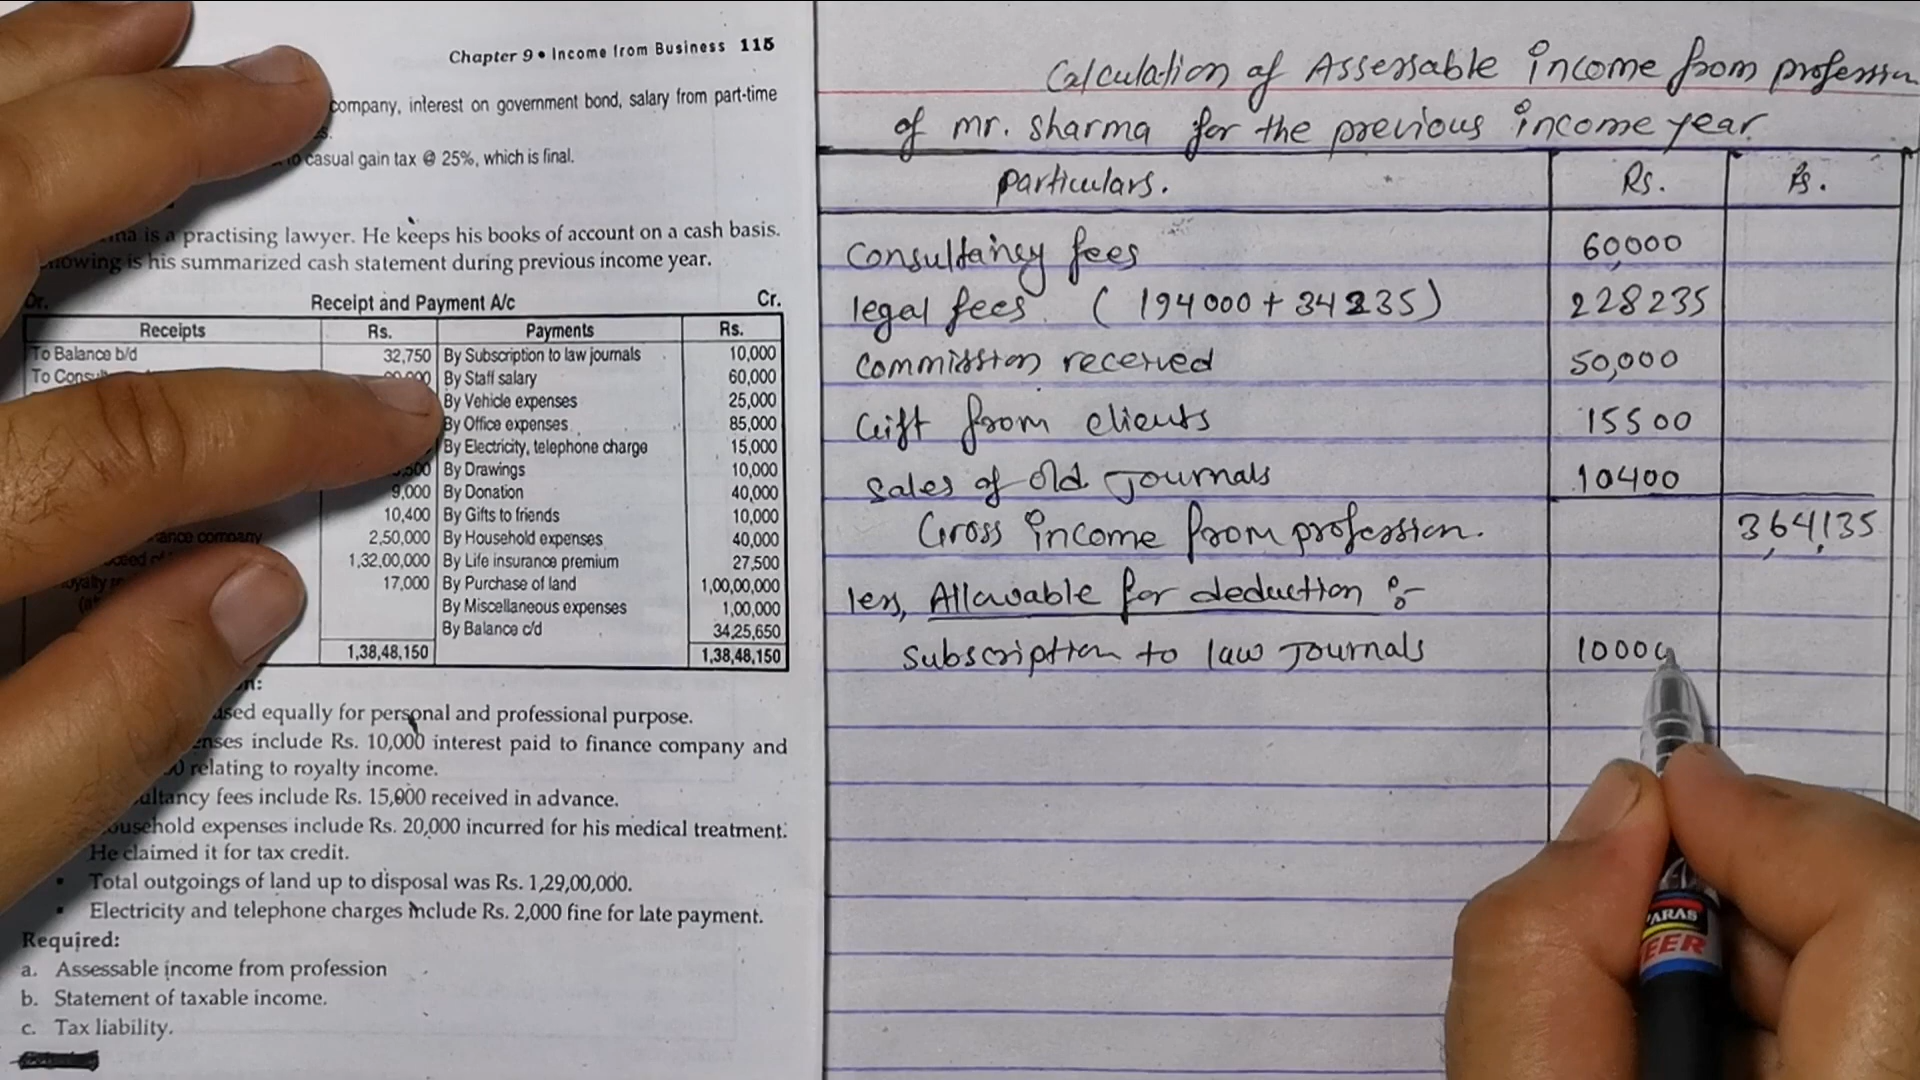 Chapter 9 • Income from Business 115
company, interest on government bond, salary from part-time
casual gain tax @ 25%, which is final.
is a practising lawyer. He keeps his books of account on a cash basis.
is his summarized cash statement during previous income year.
Dr. Receipt and Payment A/c Cr.
Receipts Rs. Payments Rs.
To Balance b/d 32,750 By Subscription to law journals 10,000
To By Staff salary 60,000
By Vehicle expenses 25,000
By Office expenses 85,000
By Electricity, telephone charge 15,000
By Drawings 10,000
9,000 By Donation 40,000
10,400 By Gifts to friends 10,000
company 2,50,000 By Household expenses 40,000
1,32,00,000 By Life insurance premium 27,500
17,000 By Purchase of land 1,00,00,000
By Miscellaneous expenses 1,00,000
By Balance c/d 34,25,650
1,38,48,150 1,38,48,150
used equally for personal and professional purpose.
include Rs. 10,000 interest paid to finance company and
relating to royalty income.
fees include Rs. 15,000 received in advance.
expenses include Rs. 20,000 incurred for his medical treatment.
He claimed it for tax credit.
• Total outgoings of land up to disposal was Rs. 1,29,00,000.
• Electricity and telephone charges include Rs. 2,000 fine for late payment.
Required:
a. Assessable income from profession
b. Statement of taxable income.
c. Tax liability.
Calculation of Assessable income from profession
of mr. Sharma for the previous income year.
particulars. Rs. Rs.
Consultancy fees 60,000
legal fees. (194000 + 34235) 228235
Commission received 50,000
Gift from clients 15500
Sales of old Journals 10400
Gross income from profession. 364,135
less, Allowable for deduction :-
Subscription to law Journals 10000
PARAS